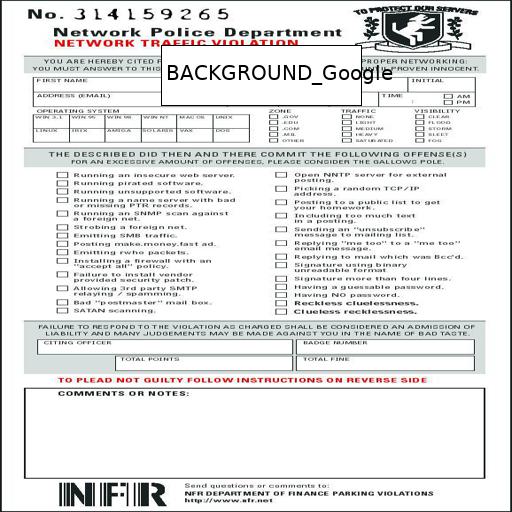 No. 314159265
TO PROTECT OUR SERVERS
Network Police Department
NETWORK TRAFFIC VIOLATION
YOU ARE HEREBY CITED F
ROPER NETWORKING:
YOU MUST ANSWER TO THIS
PROVEN INNOCENT.
BACKGROUND_Google
FIRST NAME
INITIAL
ADDRESS (EMAIL)
TIME :
AM
PM
OPERATING SYSTEM
ZONE
TRAFFIC
VISIBILITY
WIN 3.1 WIN 95 WIN 98 WIN NT MAC OS UNIX
LINUX IRIX AMIGA SOLARIS VAX DOS
.GOV NONE CLEAR
.EDU LIGHT FLOOD
.COM MEDIUM STORM
.MIL HEAVY SLEET
OTHER SATURATED FOG
THE DESCRIBED DID THEN AND THERE COMMIT THE FOLLOWING OFFENSE(S)
FOR AN EXCESSIVE AMOUNT OF OFFENSES, PLEASE CONSIDER THE GALLOWS POLE.
Running an insecure web server.
Running pirated software.
Running unsupported software.
Running a name server with bad
or missing PTR records.
Running an SNMP scan against
a foreign net.
Strobing a foreign net.
Emitting SMB traffic.
Posting make.money.fast ad.
Emitting rwho packets.
Installing a firewall with an
"accept all" policy.
Failure to install vendor
provided security patch.
Allowing 3rd party SMTP
relaying / spamming.
Bad "postmaster" mail box.
SATAN scanning.
Open NNTP server for external
posting.
Picking a random TCP/IP
address.
Posting to a public list to get
your homework.
Including too much text
in a posting.
Sending an "unsubscribe"
message to mailing list.
Replying "me too" to a "me too"
email message.
Replying to mail which was Bcc'd.
Signature using binary
unreadable format.
Signature more than four lines.
Having a guessable password.
Having NO password.
Reckless cluelessness.
Clueless recklessness.
FAILURE TO RESPOND TO THE VIOLATION AS CHARGED SHALL BE CONSIDERED AN ADMISSION OF
LIABILITY AND MANY JUDGEMENTS MAY BE MADE AGAINST YOU IN THE NAME OF BAD TASTE.
CITING OFFICER
BADGE NUMBER
TOTAL POINTS
TOTAL FINE
TO PLEAD NOT GUILTY FOLLOW INSTRUCTIONS ON REVERSE SIDE
COMMENTS OR NOTES:
NFR
Send questions or comments to:
NFR DEPARTMENT OF FINANCE PARKING VIOLATIONS
http://www.nfr.net